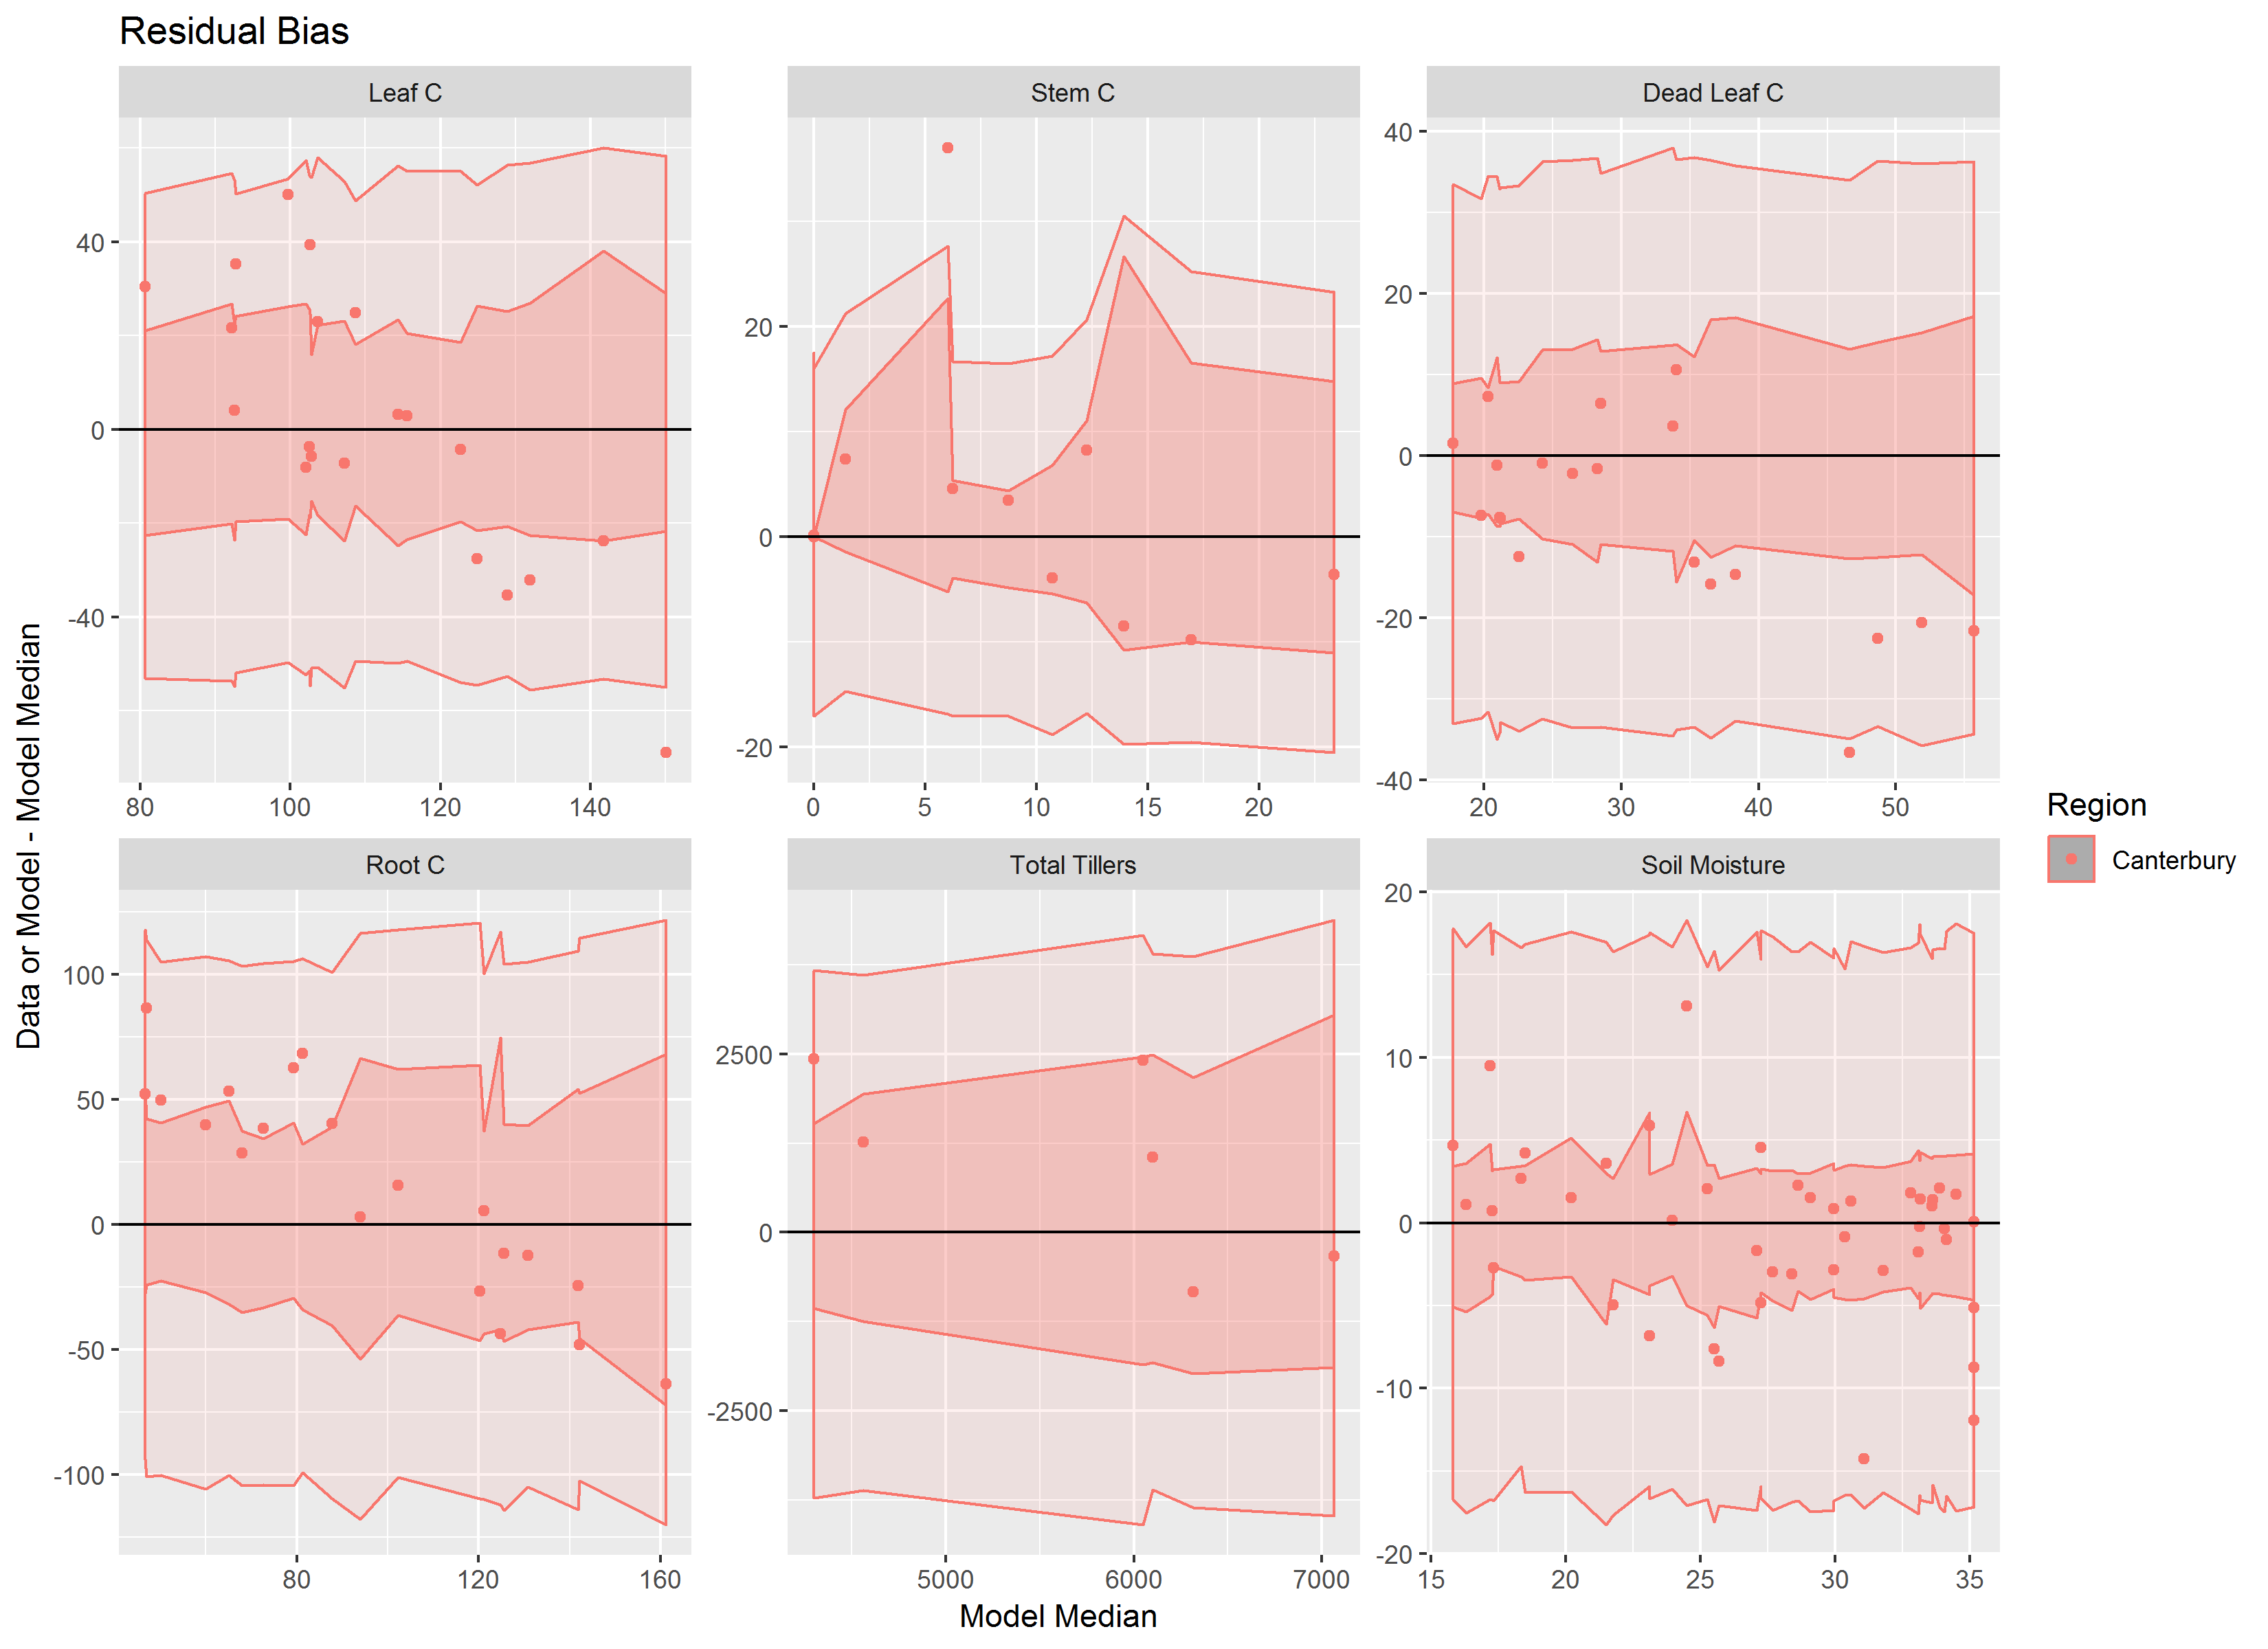 Residual Bias
Leaf C
Stem C
Dead Leaf C
40
0
-40
80 100 120 140
20
0
-20
0 5 10 15 20
40
20
0
-20
-40
20 30 40 50
Root C
Total Tillers
Soil Moisture
100
50
0
-50
-100
80 120 160
2500
0
-2500
5000 6000 7000
20
10
0
-10
-20
15 20 25 30 35
Data or Model - Model Median
Model Median
Region
Canterbury